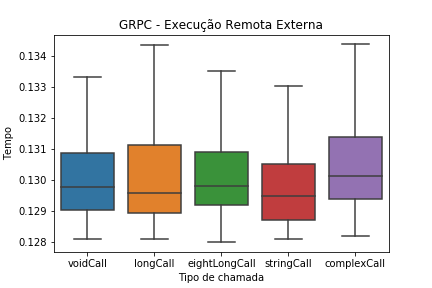 GRPC - Execução Remota Externa
0.134
0.133
0.132
0.131
0.130
0.129
0.128
Tempo
voidCall longCall eightLongCall stringCall complexCall
Tipo de chamada